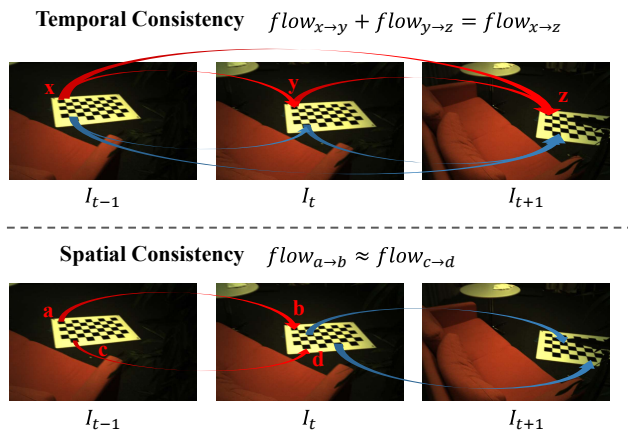 Temporal Consistency flow_{x→y} + flow_{y→z} = flow_{x→z}
x y z
I_{t-1} I_t I_{t+1}
Spatial Consistency flow_{a→b} ≈ flow_{c→d}
a b
c d
I_{t-1} I_t I_{t+1}